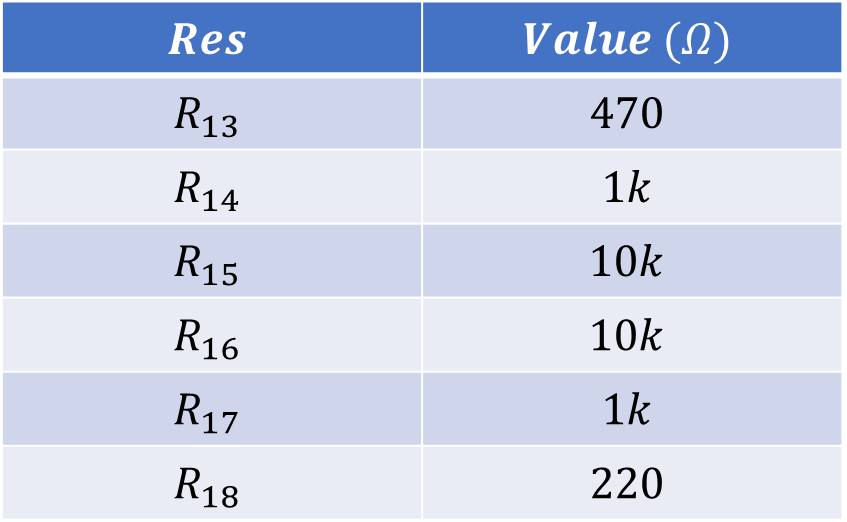 Res Value (Ω)
R₁₃ 470
R₁₄ 1k
R₁₅ 10k
R₁₆ 10k
R₁₇ 1k
R₁₈ 220